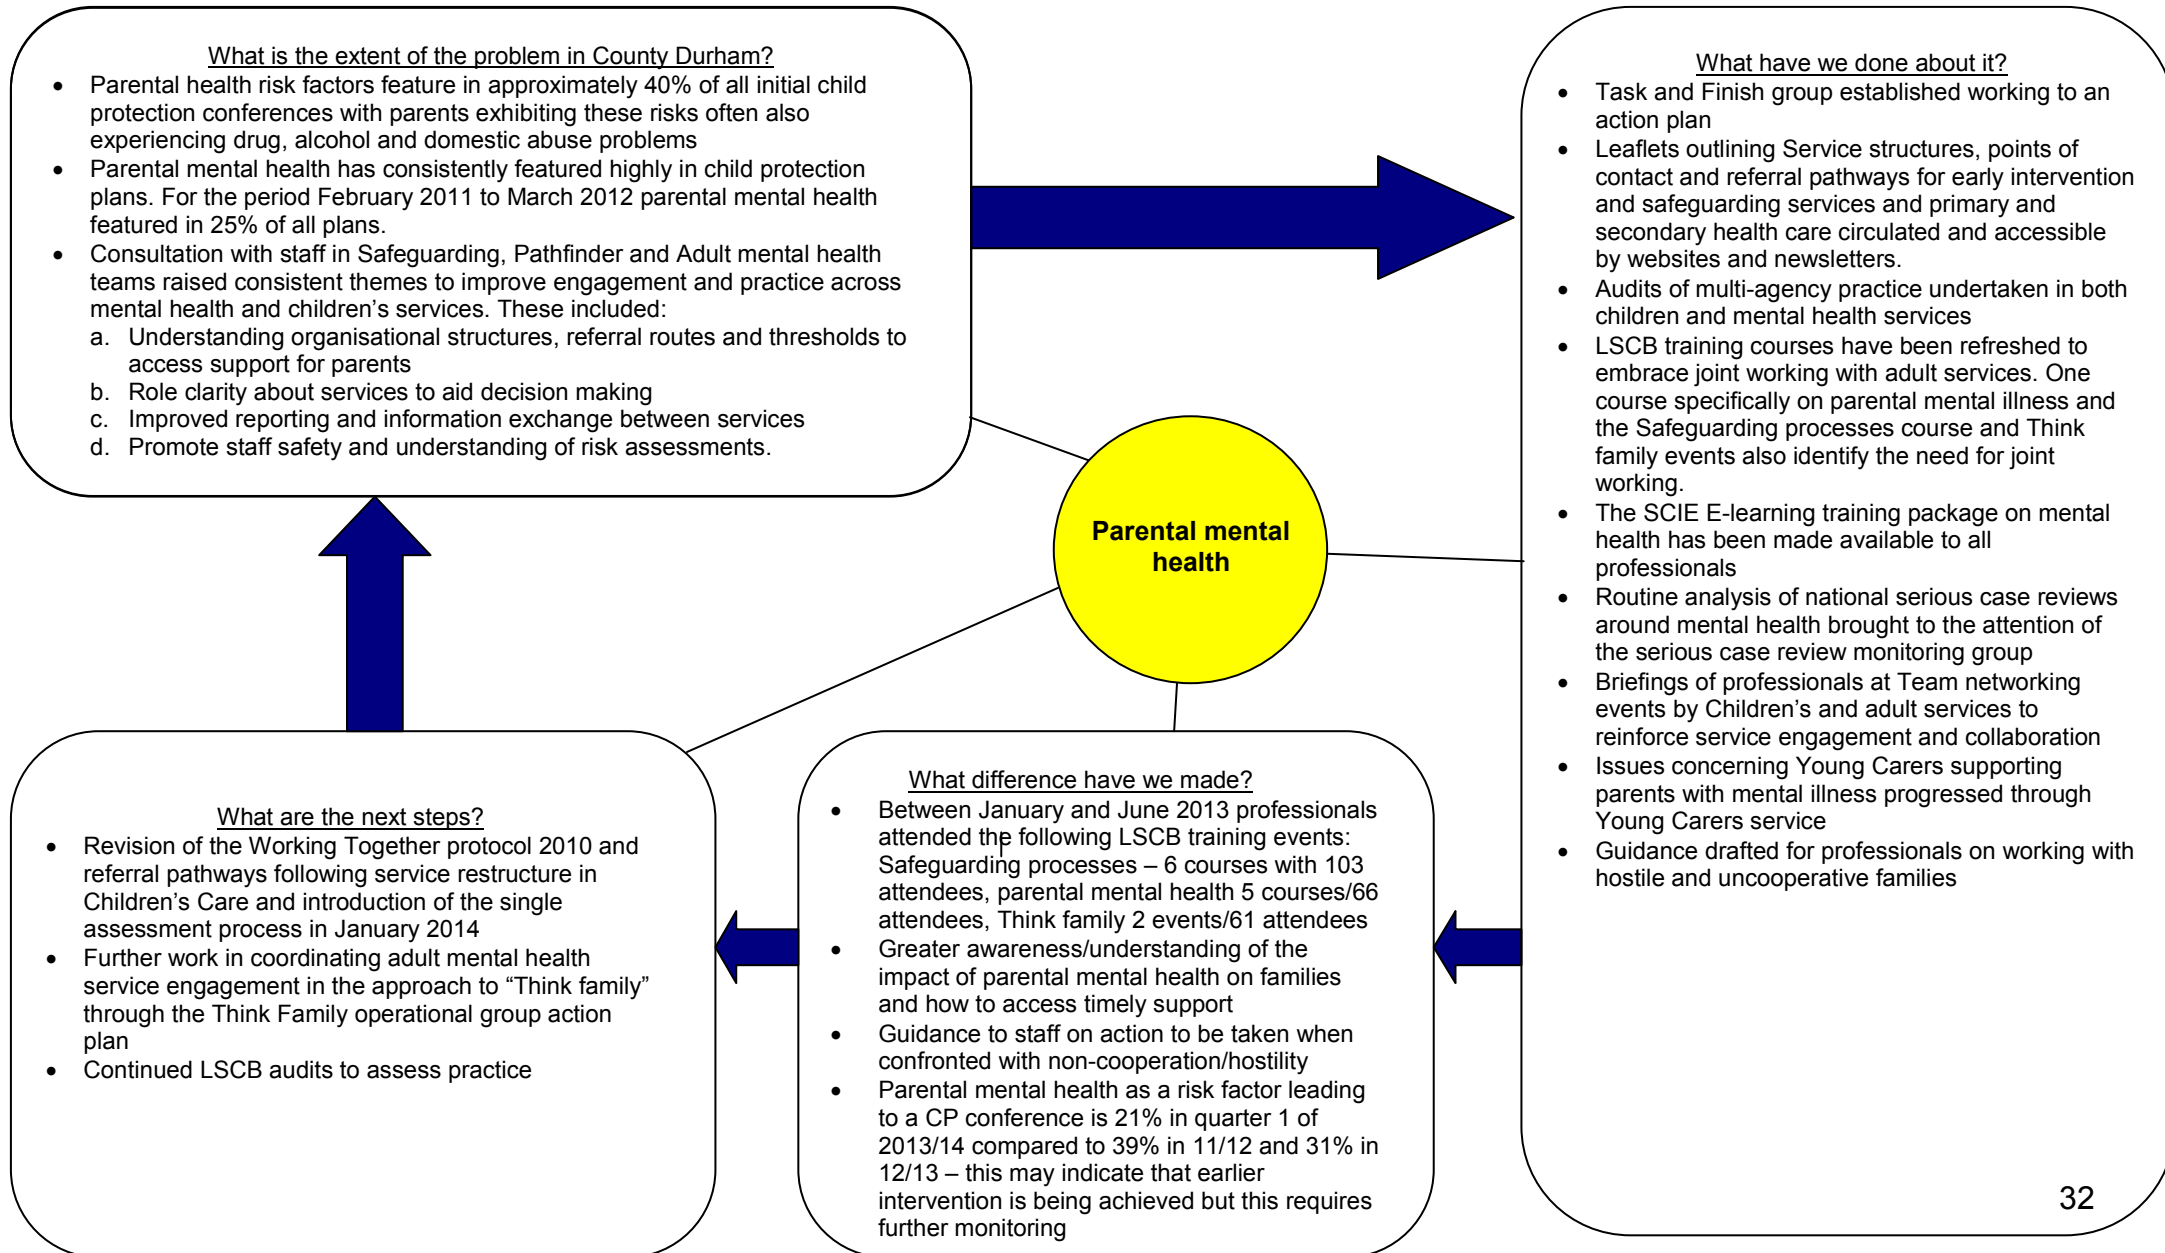 What is the extent of the problem in County Durham?
• Parental health risk factors feature in approximately 40% of all initial child
protection conferences with parents exhibiting these risks often also
experiencing drug, alcohol and domestic abuse problems
• Parental mental health has consistently featured highly in child protection
plans. For the period February 2011 to March 2012 parental mental health
featured in 25% of all plans.
• Consultation with staff in Safeguarding, Pathfinder and Adult mental health
teams raised consistent themes to improve engagement and practice across
mental health and children’s services. These included:
a. Understanding organisational structures, referral routes and thresholds to
access support for parents
b. Role clarity about services to aid decision making
c. Improved reporting and information exchange between services
d. Promote staff safety and understanding of risk assessments.
What have we done about it?
• Task and Finish group established working to an
action plan
• Leaflets outlining Service structures, points of
contact and referral pathways for early intervention
and safeguarding services and primary and
secondary health care circulated and accessible
by websites and newsletters.
• Audits of multi-agency practice undertaken in both
children and mental health services
• LSCB training courses have been refreshed to
embrace joint working with adult services. One
course specifically on parental mental illness and
the Safeguarding processes course and Think
family events also identify the need for joint
working.
• The SCIE E-learning training package on mental
health has been made available to all
professionals
• Routine analysis of national serious case reviews
around mental health brought to the attention of
the serious case review monitoring group
• Briefings of professionals at Team networking
events by Children’s and adult services to
reinforce service engagement and collaboration
• Issues concerning Young Carers supporting
parents with mental illness progressed through
Young Carers service
• Guidance drafted for professionals on working with
hostile and uncooperative families
Parental mental
health
What difference have we made?
• Between January and June 2013 professionals
attended the following LSCB training events:
Safeguarding processes – 6 courses with 103
attendees, parental mental health 5 courses/66
attendees, Think family 2 events/61 attendees
• Greater awareness/understanding of the
impact of parental mental health on families
and how to access timely support
• Guidance to staff on action to be taken when
confronted with non-cooperation/hostility
• Parental mental health as a risk factor leading
to a CP conference is 21% in quarter 1 of
2013/14 compared to 39% in 11/12 and 31% in
12/13 – this may indicate that earlier
intervention is being achieved but this requires
further monitoring
What are the next steps?
• Revision of the Working Together protocol 2010 and
referral pathways following service restructure in
Children’s Care and introduction of the single
assessment process in January 2014
• Further work in coordinating adult mental health
service engagement in the approach to “Think family”
through the Think Family operational group action
plan
• Continued LSCB audits to assess practice
32